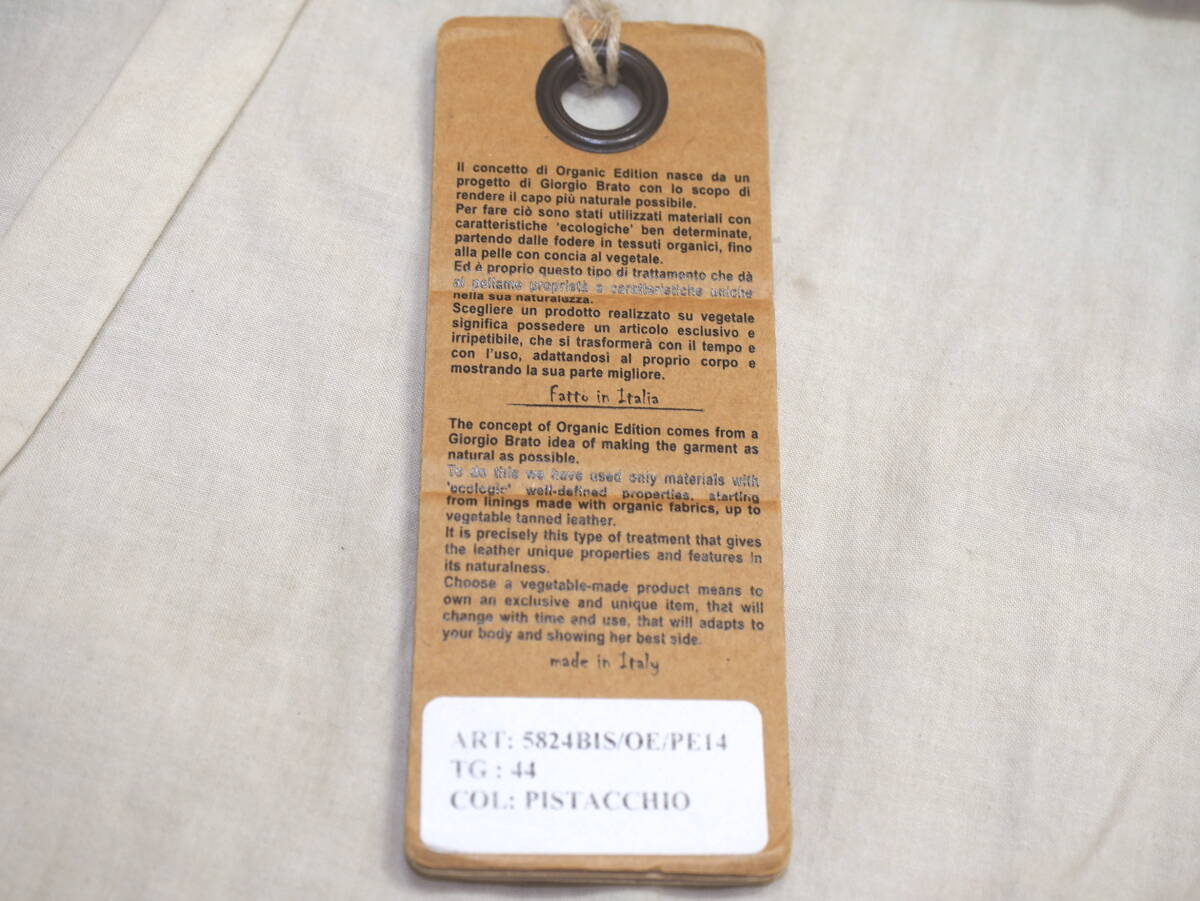 Il concetto di Organic Edition nasce da un
progetto di Giorgio Brato con lo scopo di
rendere il capo più naturale possibile.
Per fare ciò sono stati utilizzati materiali con
caratteristiche 'ecologiche' ben determinate,
partendo dalle fodere in tessuti organici, fino
alla pelle con concia al vegetale.
Ed è proprio questo tipo di trattamento che dà
al pellame proprietà e caratteristiche uniche
nella sua naturalezza.
Scegliere un prodotto realizzato su vegetale
significa possedere un articolo esclusivo e
irripetibile, che si trasformerà con il tempo e
con l'uso, adattandosi al proprio corpo e
mostrando la sua parte migliore.
Fatto in Italia
The concept of Organic Edition comes from a
Giorgio Brato idea of making the garment as
natural as possible.
To do this we have used only materials with
'ecologic' well-defined properties, starting
from linings made with organic fabrics, up to
vegetable tanned leather.
It is precisely this type of treatment that gives
the leather unique properties and features in
its naturalness.
Choose a vegetable-made product means to
own an exclusive and unique item, that will
change with time and use, that will adapts to
your body and showing her best side.
made in Italy
ART: 5824BIS/OE/PE14
TG : 44
COL: PISTACCHIO